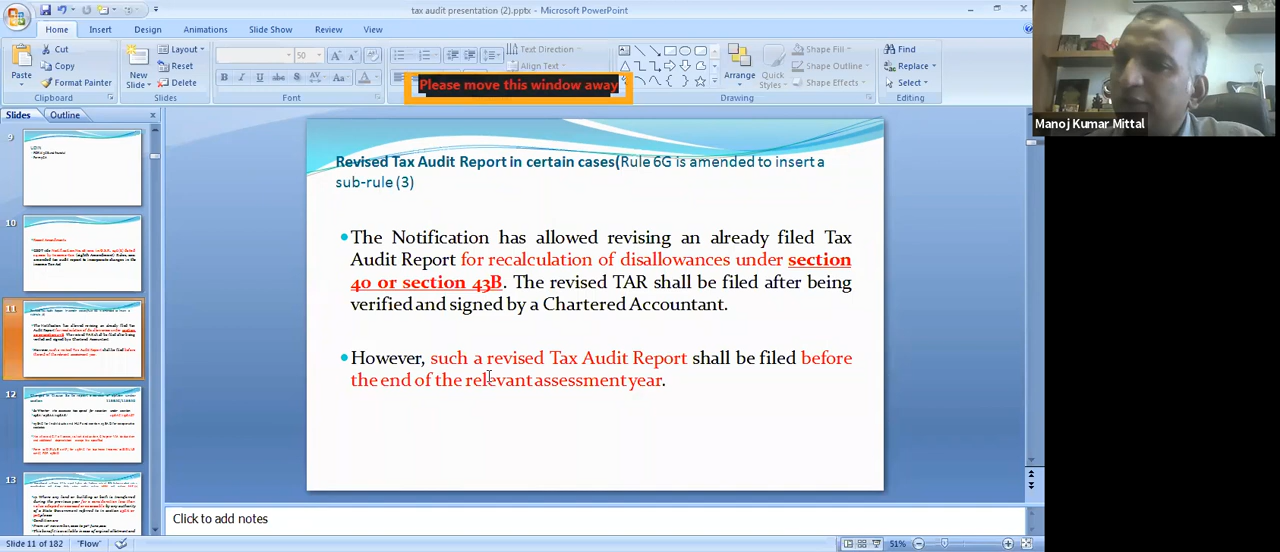 tax audit presentation (2).pptx - Microsoft PowerPoint
Home Insert Design Animations Slide Show Review View
Cut
Copy
Format Painter
Paste
Clipboard
New
Slide
Layout
Reset
Delete
Slides
50
Font
Text Direction
Align Text
Please move this window away
Arrange
Quick
Styles
Shape Fill
Shape Outline
Shape Effects
Drawing
Find
Replace
Select
Editing
Manoj Kumar Mittal
Slides Outline
9
10
11
12
13
Revised Tax Audit Report in certain cases(Rule 6G is amended to insert a
sub-rule (3)
The Notification has allowed revising an already filed Tax
Audit Report for recalculation of disallowances under section
40 or section 43B. The revised TAR shall be filed after being
verified and signed by a Chartered Accountant.
However, such a revised Tax Audit Report shall be filed before
the end of the relevant assessment year.
Click to add notes
Slide 11 of 182 "Flow" 51%